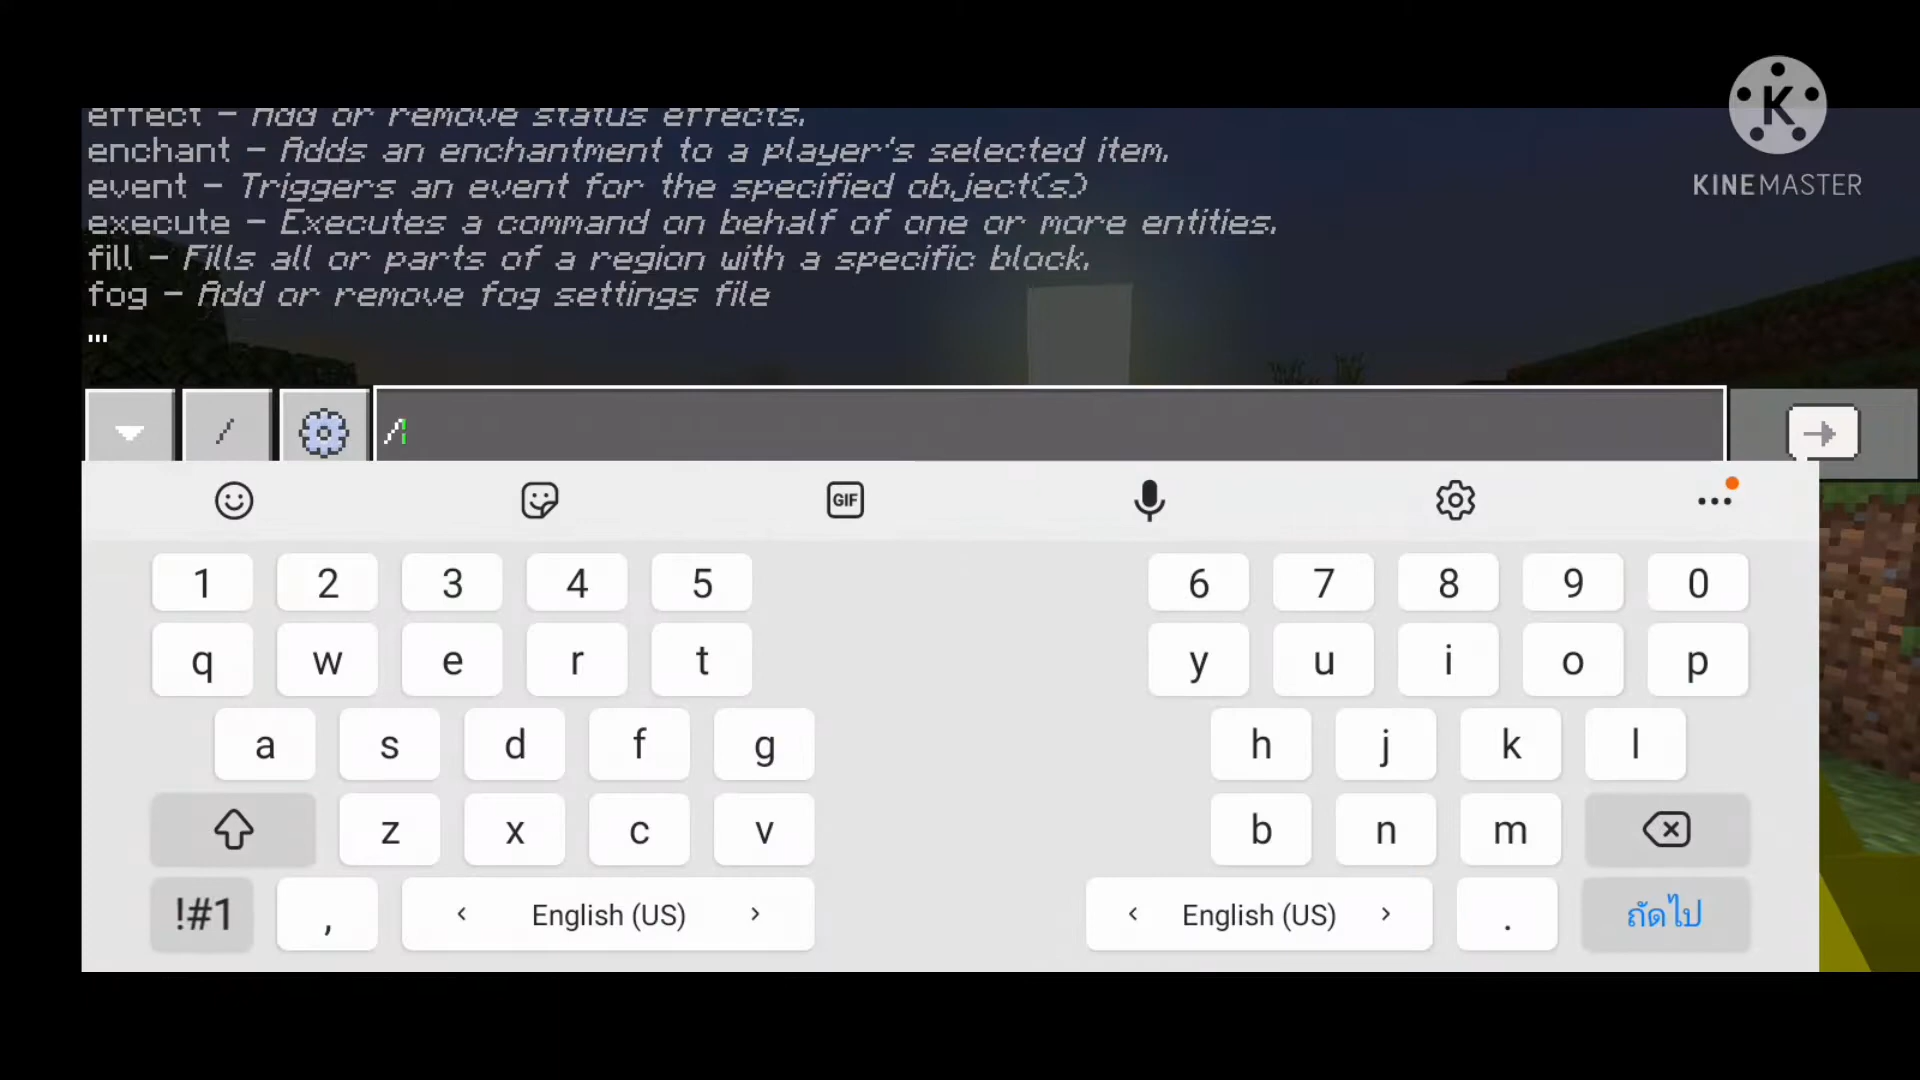 effect - Add or remove status effects.
enchant - Adds an enchantment to a player's selected item.
event - Triggers an event for the specified object(s)
execute - Executes a command on behalf of one or more entities.
fill - Fills all or parts of a region with a specific block.
fog - Add or remove fog settings file
...
K
KINEMASTER
/
/
GIF
1 2 3 4 5 6 7 8 9 0
q w e r t y u i o p
a s d f g h j k l
z x c v b n m
!#1 , < English (US) > < English (US) > . ถัดไป